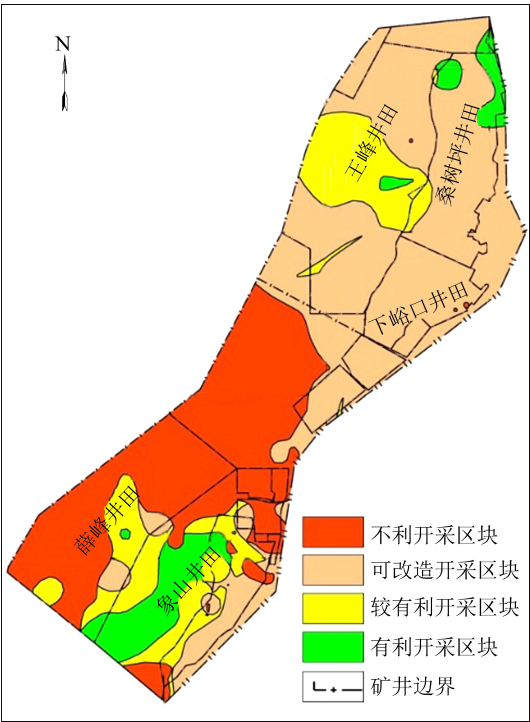 N
王峰井田
桑树坪井田
下峪口井田
薛峰井田
象山井田
不利开采区块
可改造开采区块
较有利开采区块
有利开采区块
矿井边界